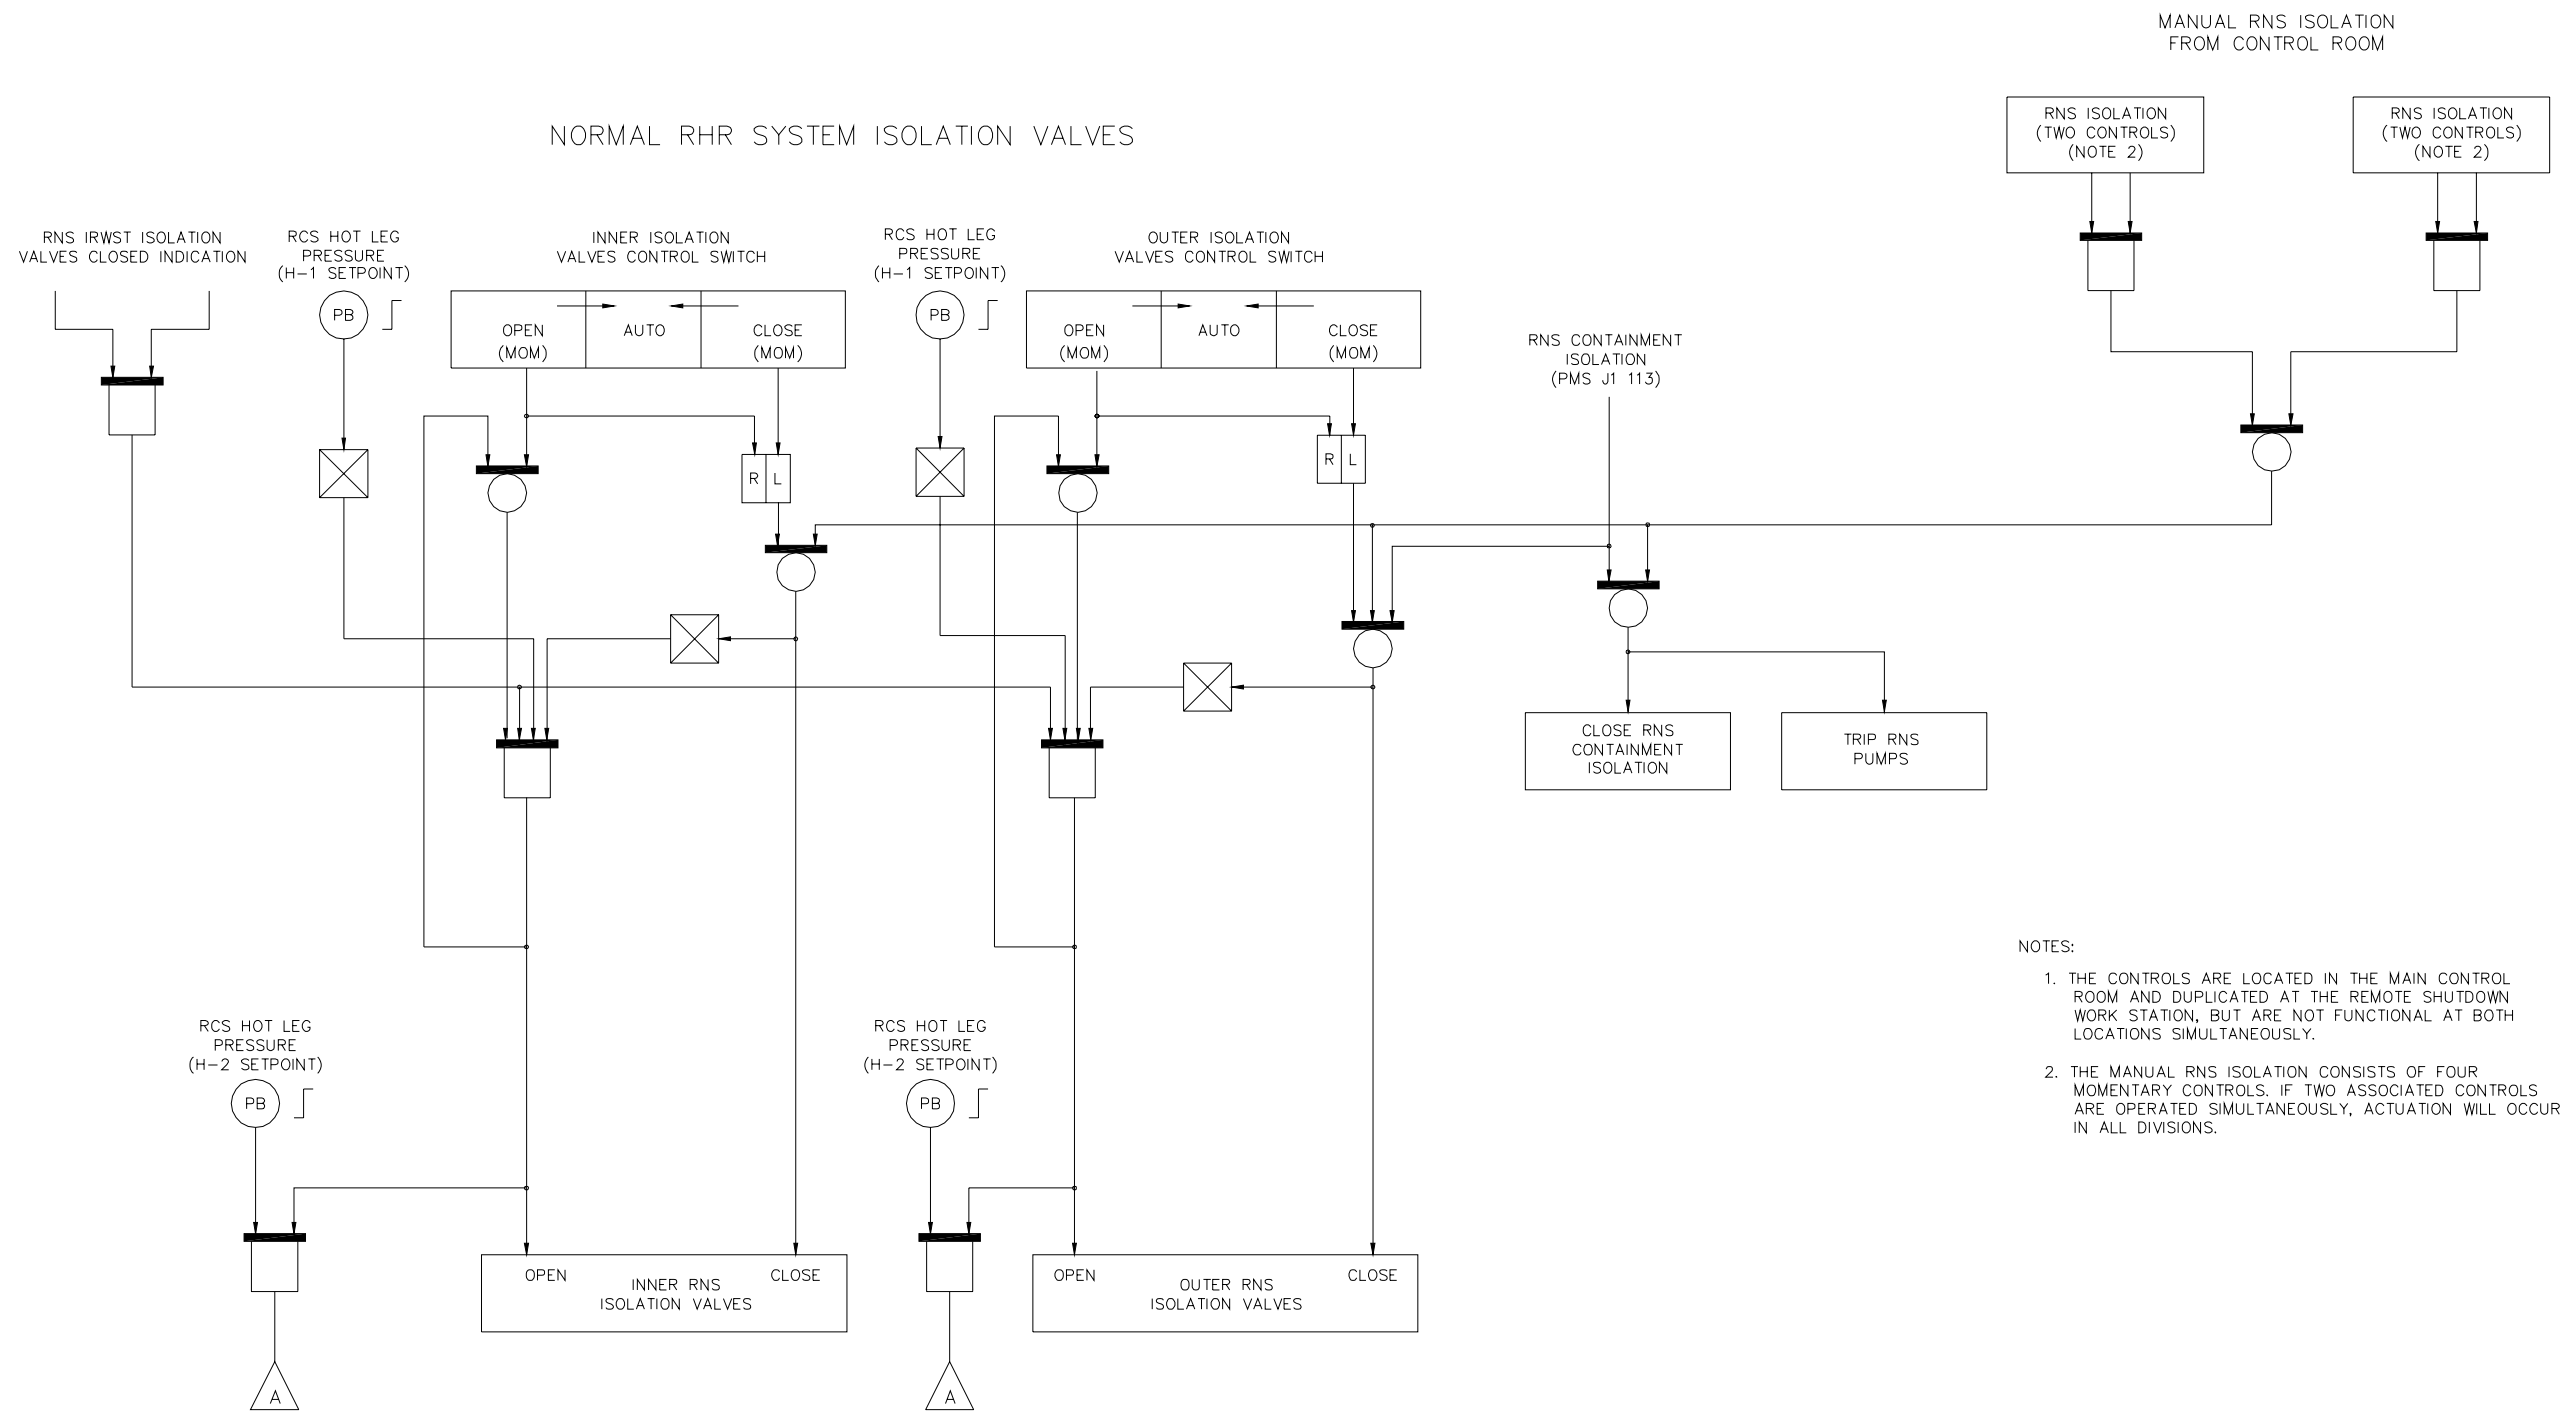 MANUAL RNS ISOLATION
FROM CONTROL ROOM
RNS ISOLATION
(TWO CONTROLS)
(NOTE 2)
RNS ISOLATION
(TWO CONTROLS)
(NOTE 2)
NORMAL RHR SYSTEM ISOLATION VALVES
RNS IRWST ISOLATION
VALVES CLOSED INDICATION
RCS HOT LEG
PRESSURE
(H-1 SETPOINT)
PB
INNER ISOLATION
VALVES CONTROL SWITCH
OPEN
(MOM)
AUTO
CLOSE
(MOM)
R L
RCS HOT LEG
PRESSURE
(H-1 SETPOINT)
PB
OUTER ISOLATION
VALVES CONTROL SWITCH
OPEN
(MOM)
AUTO
CLOSE
(MOM)
R L
RNS CONTAINMENT
ISOLATION
(PMS J1 113)
CLOSE RNS
CONTAINMENT
ISOLATION
TRIP RNS
PUMPS
NOTES:
1. THE CONTROLS ARE LOCATED IN THE MAIN CONTROL
ROOM AND DUPLICATED AT THE REMOTE SHUTDOWN
WORK STATION, BUT ARE NOT FUNCTIONAL AT BOTH
LOCATIONS SIMULTANEOUSLY.
2. THE MANUAL RNS ISOLATION CONSISTS OF FOUR
MOMENTARY CONTROLS. IF TWO ASSOCIATED CONTROLS
ARE OPERATED SIMULTANEOUSLY, ACTUATION WILL OCCUR
IN ALL DIVISIONS.
RCS HOT LEG
PRESSURE
(H-2 SETPOINT)
PB
RCS HOT LEG
PRESSURE
(H-2 SETPOINT)
PB
OPEN
INNER RNS
ISOLATION VALVES
CLOSE
OPEN
OUTER RNS
ISOLATION VALVES
CLOSE
A
A